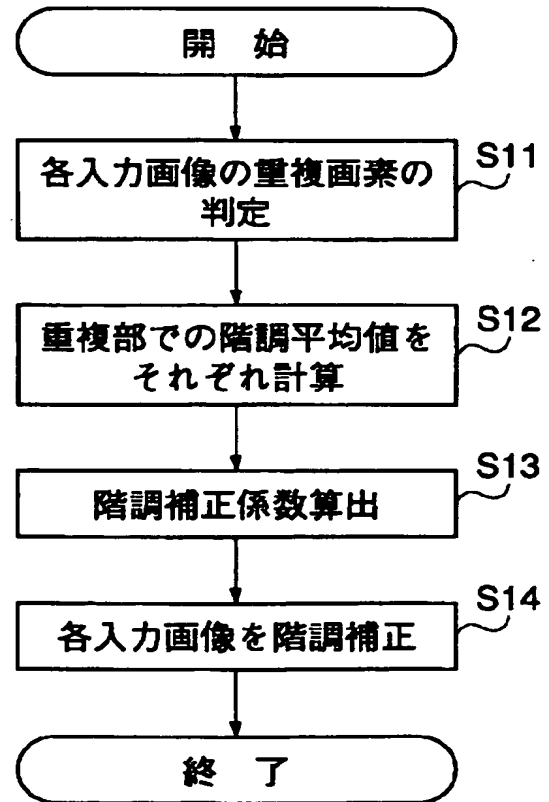 開 始
各入力画像の重複画素の
判定
S11
重複部での階調平均値を
それぞれ計算
S12
階調補正係数算出
S13
各入力画像を階調補正
S14
終 了